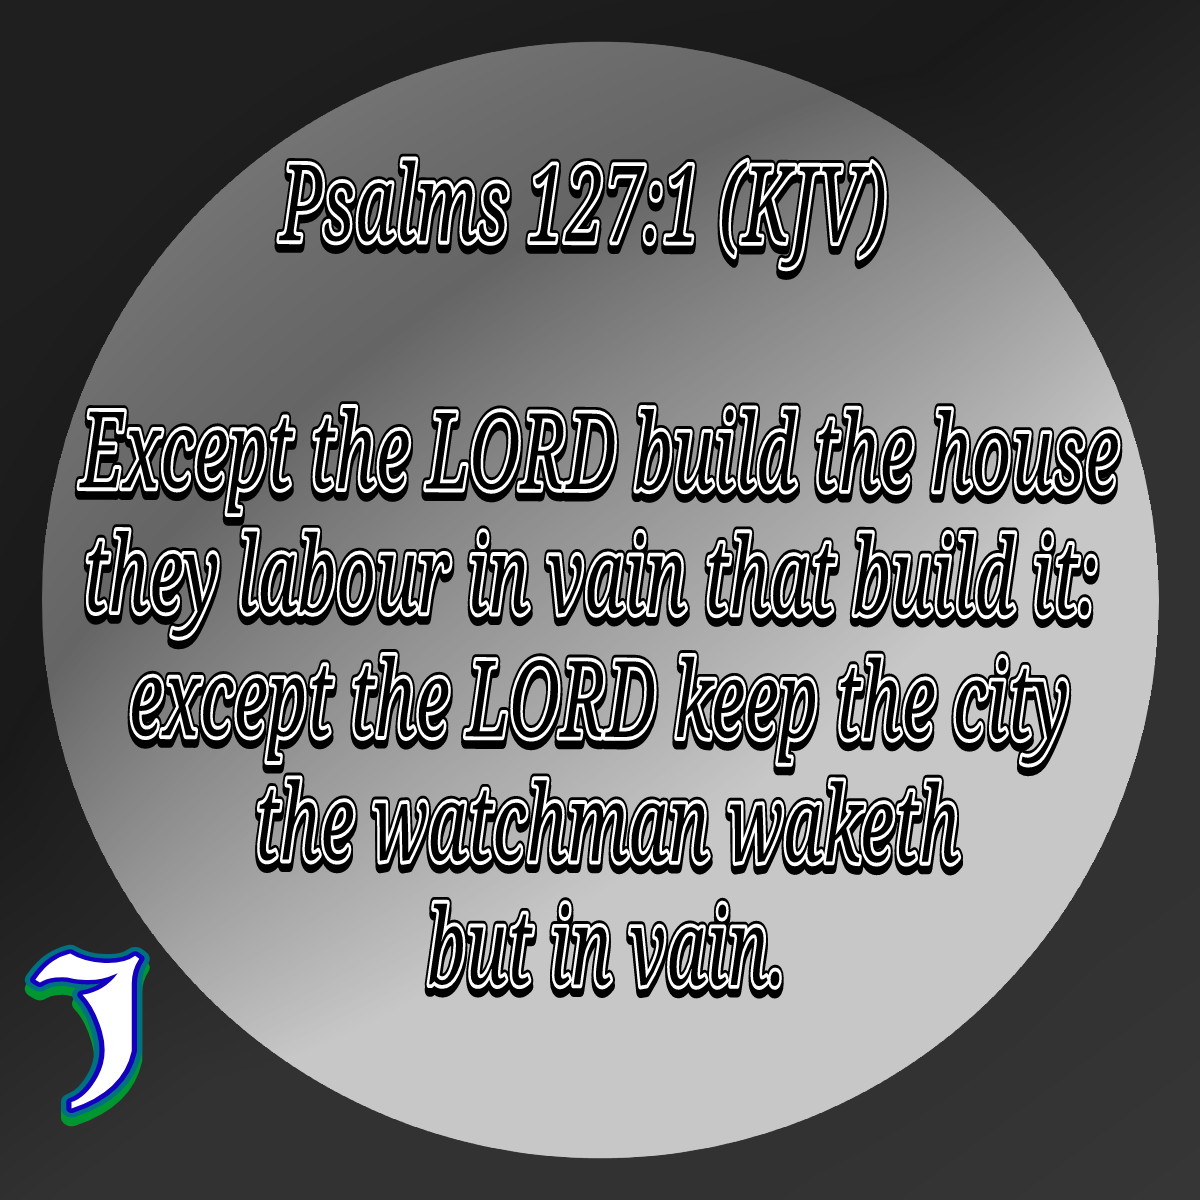 Psalms 127:1 (KJV)
Except the LORD build the house
they labour in vain that build it:
except the LORD keep the city
the watchman waketh
but in vain.
J